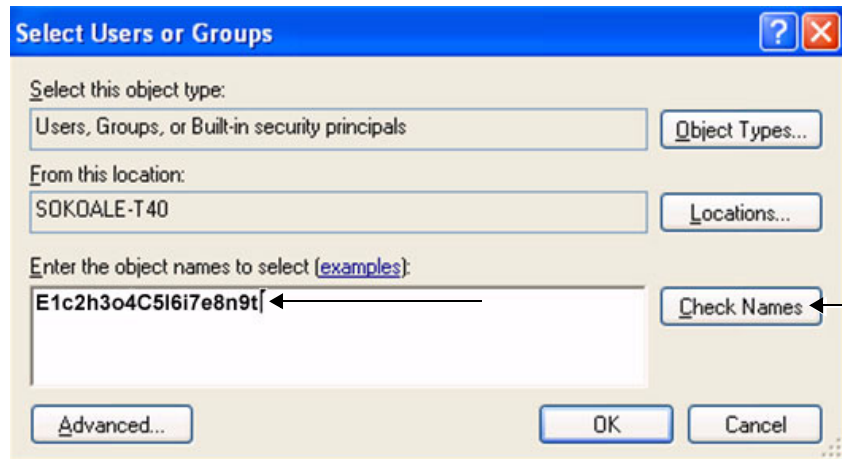 Select Users or Groups
Select this object type:
Users, Groups, or Built-in security principals
Object Types...
From this location:
SOKOALE-T40
Locations...
Enter the object names to select (examples):
E1c2h3o4C5l6i7e8n9t
Check Names
Advanced...
OK
Cancel